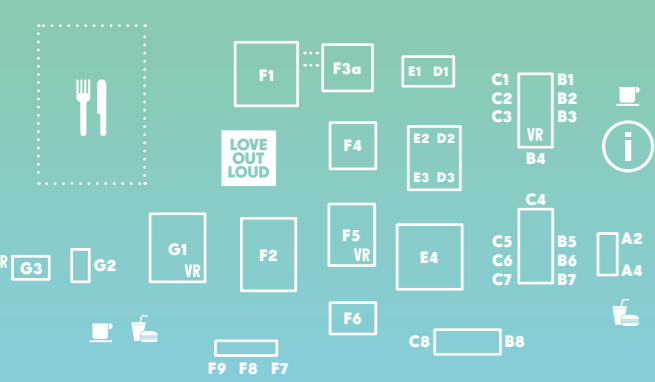 F1
F3a
E1 D1
C1
C2
C3
VR
B1
B2
B3
B4
i
LOVE
OUT
LOUD
F4
E2 D2
E3 D3
C4
G1
VR
F2
F5
VR
E4
C5
C6
C7
B5
B6
B7
A2
A4
R
G3
G2
F6
C8
B8
F9 F8 F7